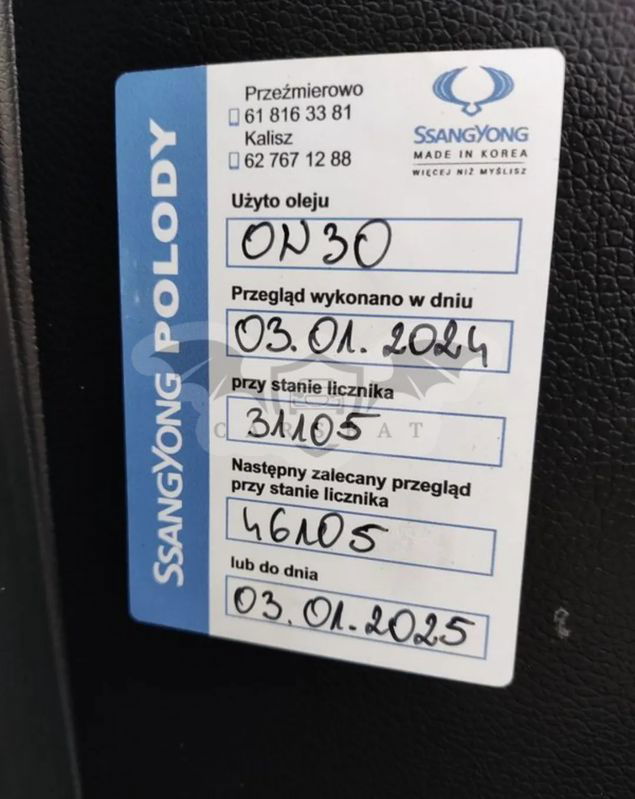 SSANGYONG POLODY
Przeźmierowo
61 816 33 81
Kalisz
62 767 12 88
SSANGYONG
MADE IN KOREA
WIĘCEJ NIŻ MYŚLISZ
Użyto oleju
0W30
Przegląd wykonano w dniu
03.01.2024
przy stanie licznika
31105
CARSBAT
Następny zalecany przegląd
przy stanie licznika
46105
lub do dnia
03.01.2025